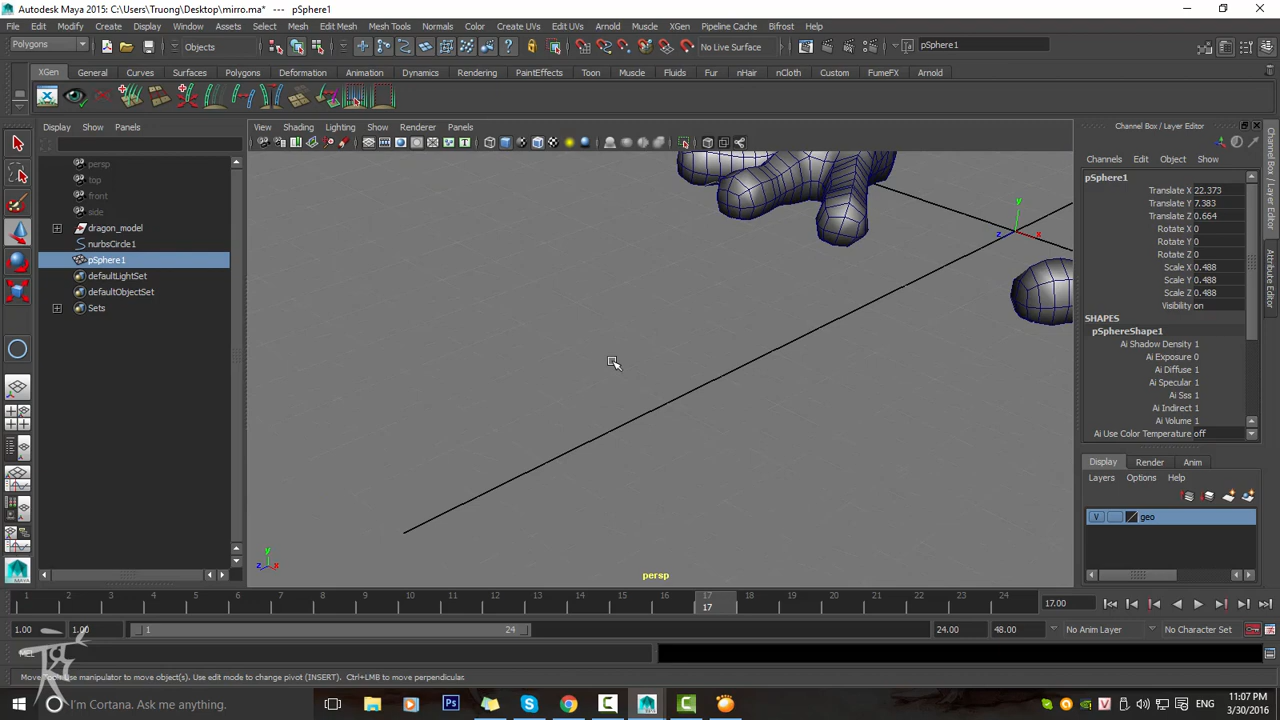 Autodesk Maya 2015: C:\Users\Truong\Desktop\mirro.ma* --- pSphere1
File Edit Modify Create Display Window Assets Select Mesh Edit Mesh Mesh Tools Normals Color Create UVs Edit UVs Arnold Muscle XGen Pipeline Cache Bifrost Help
Polygons Objects No Live Surface pSphere1
XGen General Curves Surfaces Polygons Deformation Animation Dynamics Rendering PaintEffects Toon Muscle Fluids Fur nHair nCloth Custom FumeFX Arnold
Display Show Panels
View Shading Lighting Show Renderer Panels
Channel Box / Layer Editor
Channels Edit Object Show
persp
top
front
side
dragon_model
nurbsCircle1
pSphere1
defaultLightSet
defaultObjectSet
Sets
pSphere1
Translate X 22.373
Translate Y 7.383
Translate Z 0.664
Rotate X 0
Rotate Y 0
Rotate Z 0
Scale X 0.488
Scale Y 0.488
Scale Z 0.488
Visibility on
SHAPES
pSphereShape1
Ai Shadow Density 1
Ai Exposure 0
Ai Diffuse 1
Ai Specular 1
Ai Sss 1
Ai Indirect 1
Ai Volume 1
Ai Use Color Temperature off
Display Render Anim
Layers Options Help
V geo
Channel Box / Layer Editor
Attribute Editor
y
z
x
y
z
x
persp
1 2 3 4 5 6 7 8 9 10 11 12 13 14 15 16 17 18 19 20 21 22 23 24
17
17.00
1.00 1.00 1 24 24.00 48.00 No Anim Layer No Character Set
MEL
Move Tool: Use manipulator to move object(s). Use edit mode to change pivot (INSERT). Ctrl+LMB to move perpendicular.
I'm Cortana. Ask me anything.
ENG
11:07 PM
3/30/2016